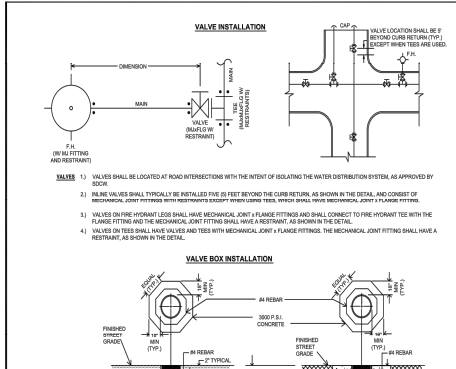 VALVE INSTALLATION
CAP
VALVE LOCATION SHALL BE 5'
BEYOND CURB RETURN (TYP.)
EXCEPT WHEN TEES ARE USED.
F.H.
DIMENSION
MAIN
MAIN
TEE
(MJxMJxFLG W/
RESTRAINTS)
VALVE
(MJxFLG W/
RESTRAINTS)
F.H.
(W/ MJ FITTING
AND RESTRAINT)
VALVES 1.) VALVES SHALL BE LOCATED AT ROAD INTERSECTIONS WITH THE INTENT OF ISOLATING THE WATER DISTRIBUTION SYSTEM, AS APPROVED BY
SDCW.
2.) INLINE VALVES SHALL TYPICALLY BE INSTALLED FIVE (5) FEET BEYOND THE CURB RETURN, AS SHOWN IN THE DETAIL, AND CONSIST OF
MECHANICAL JOINT FITTINGS WITH RESTRAINTS EXCEPT WHEN USING TEES, WHICH SHALL HAVE MECHANICAL JOINT x FLANGE FITTINGS.
3.) VALVES ON FIRE HYDRANT LEGS SHALL HAVE MECHANICAL JOINT x FLANGE FITTINGS AND SHALL CONNECT TO FIRE HYDRANT TEE WITH THE
FLANGE FITTING AND THE MECHANICAL JOINT FITTING SHALL HAVE A RESTRAINT, AS SHOWN IN THE DETAIL.
4.) VALVES ON TEES SHALL HAVE VALVES AND TEES WITH MECHANICAL JOINT x FLANGE FITTINGS. THE MECHANICAL JOINT FITTING SHALL HAVE A
RESTRAINT, AS SHOWN IN THE DETAIL.
VALVE BOX INSTALLATION
EQUAL
(TYP.)
18"
MIN
(TYP.)
EQUAL
(TYP.)
18"
MIN
(TYP.)
#4 REBAR
3000 P.S.I.
CONCRETE
FINISHED
STREET
GRADE
18"
MIN
(TYP.)
#4 REBAR
2" TYPICAL
FINISHED
STREET
GRADE
18"
MIN
(TYP.)
#4 REBAR